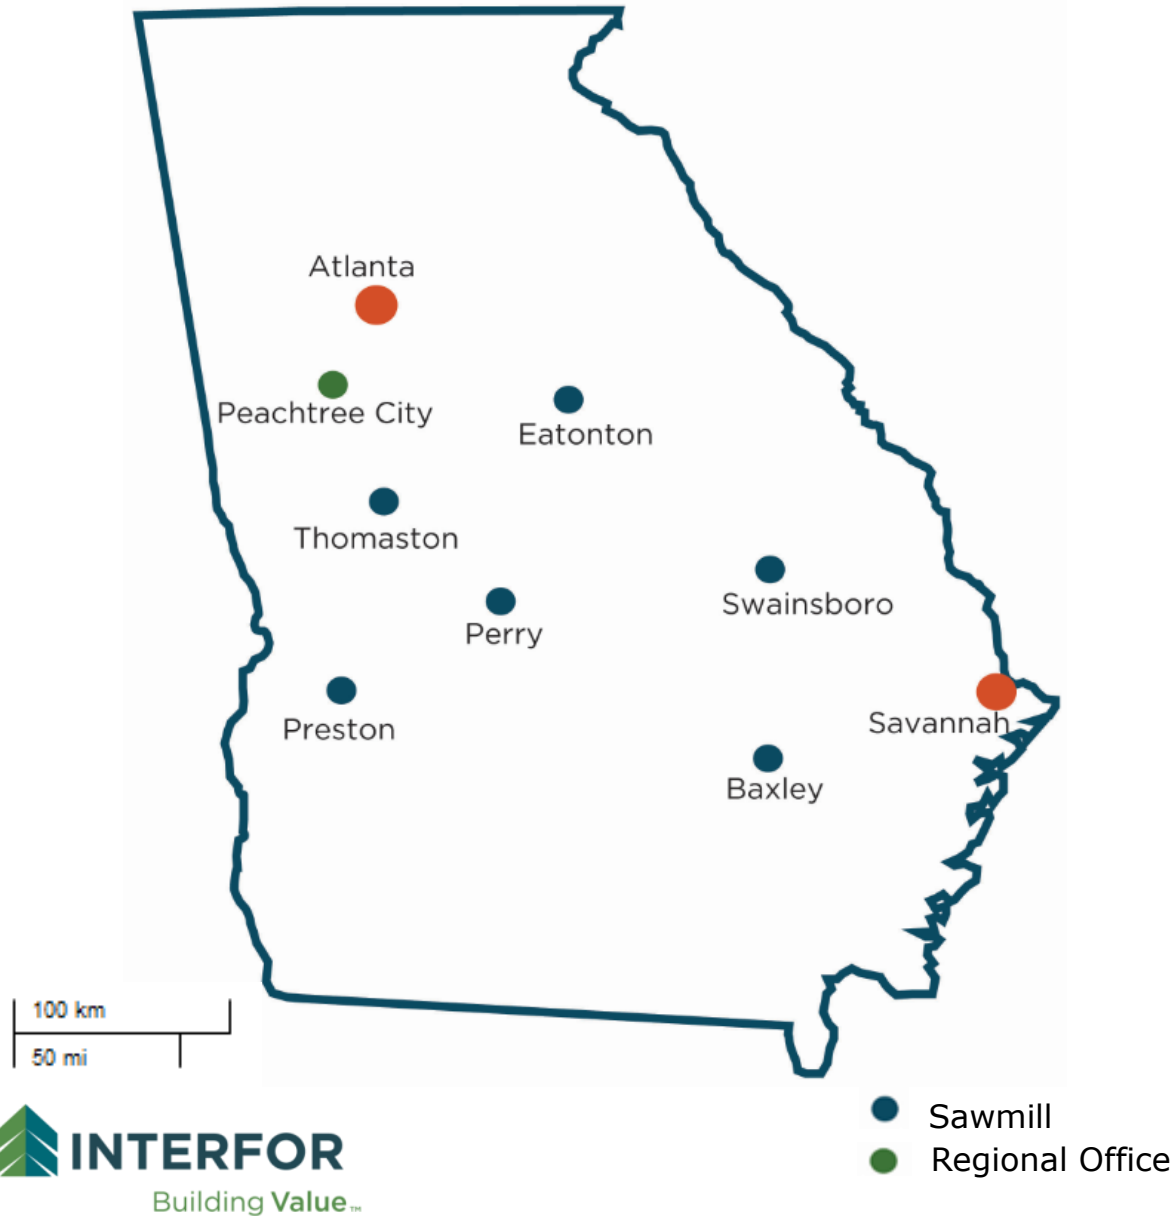 Atlanta
Peachtree City
Eatonton
Thomaston
Swainsboro
Perry
Preston
Savannah
Baxley
100 km
50 mi
Sawmill
Regional Office
INTERFOR
Building Value™